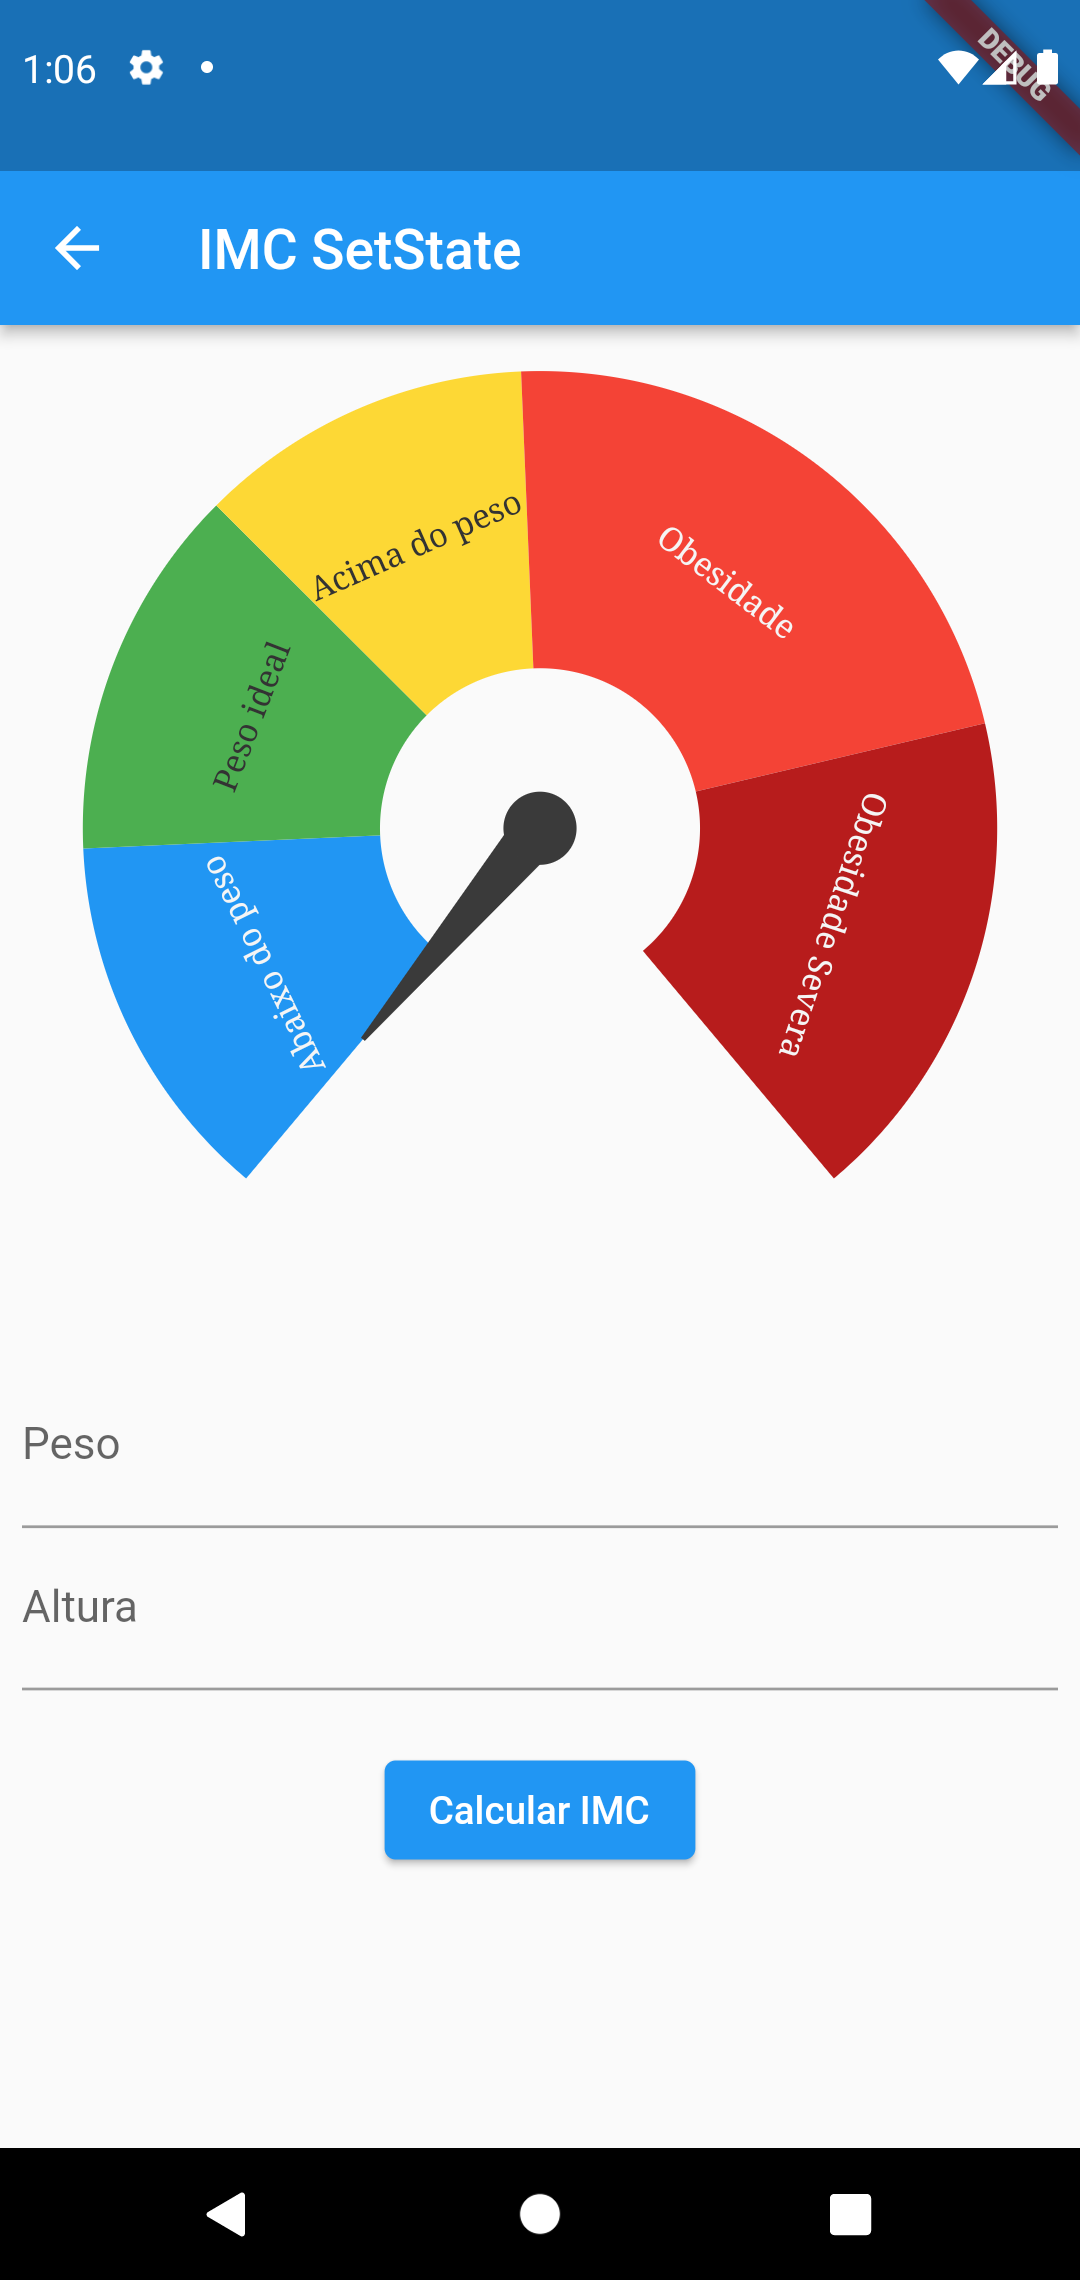 1:06
DEBUG
IMC SetState
Acima do peso
Obesidade
Peso ideal
Abaixo do peso
Obesidade Severa
Peso
Altura
Calcular IMC